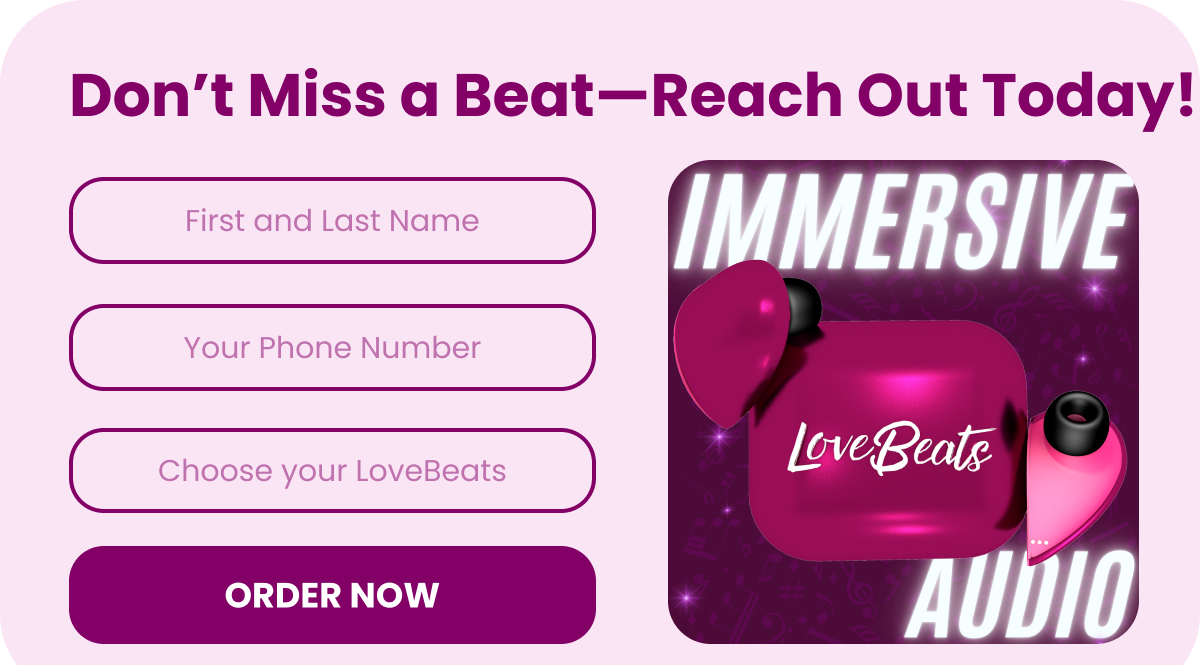 Don’t Miss a Beat—Reach Out Today!
First and Last Name
Your Phone Number
Choose your LoveBeats
ORDER NOW
IMMERSIVE
LoveBeats
AUDIO